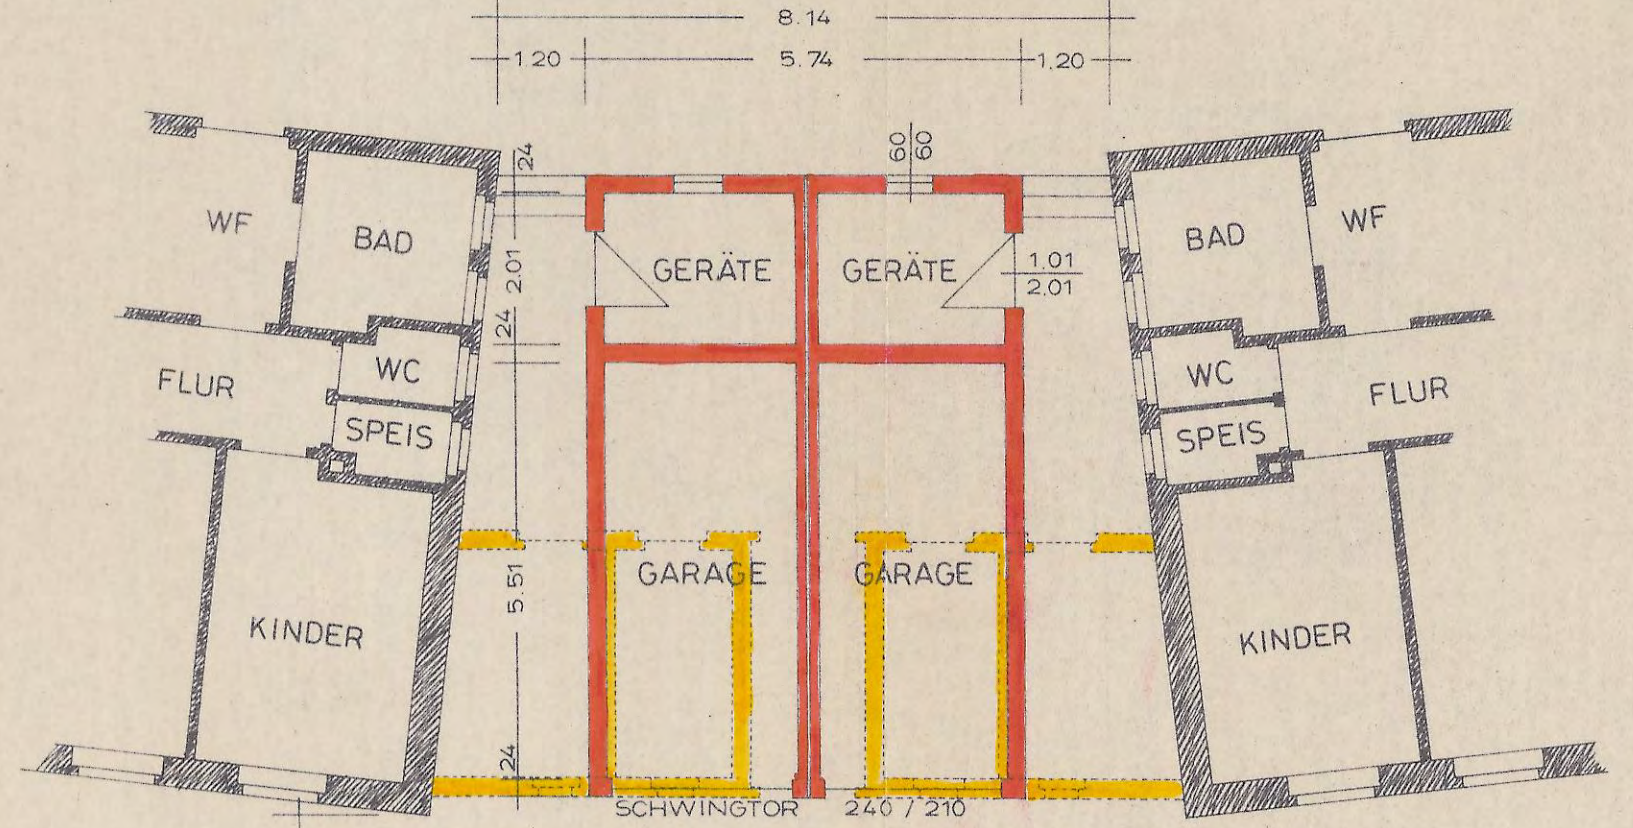 8.14
1.20 5.74 1.20
24
60
60
WF BAD GERÄTE GERÄTE BAD WF
2.01
1.01
2.01
24
FLUR WC WC FLUR
SPEIS SPEIS
5.51
GARAGE GARAGE
KINDER KINDER
24
SCHWINGTOR 240 / 210